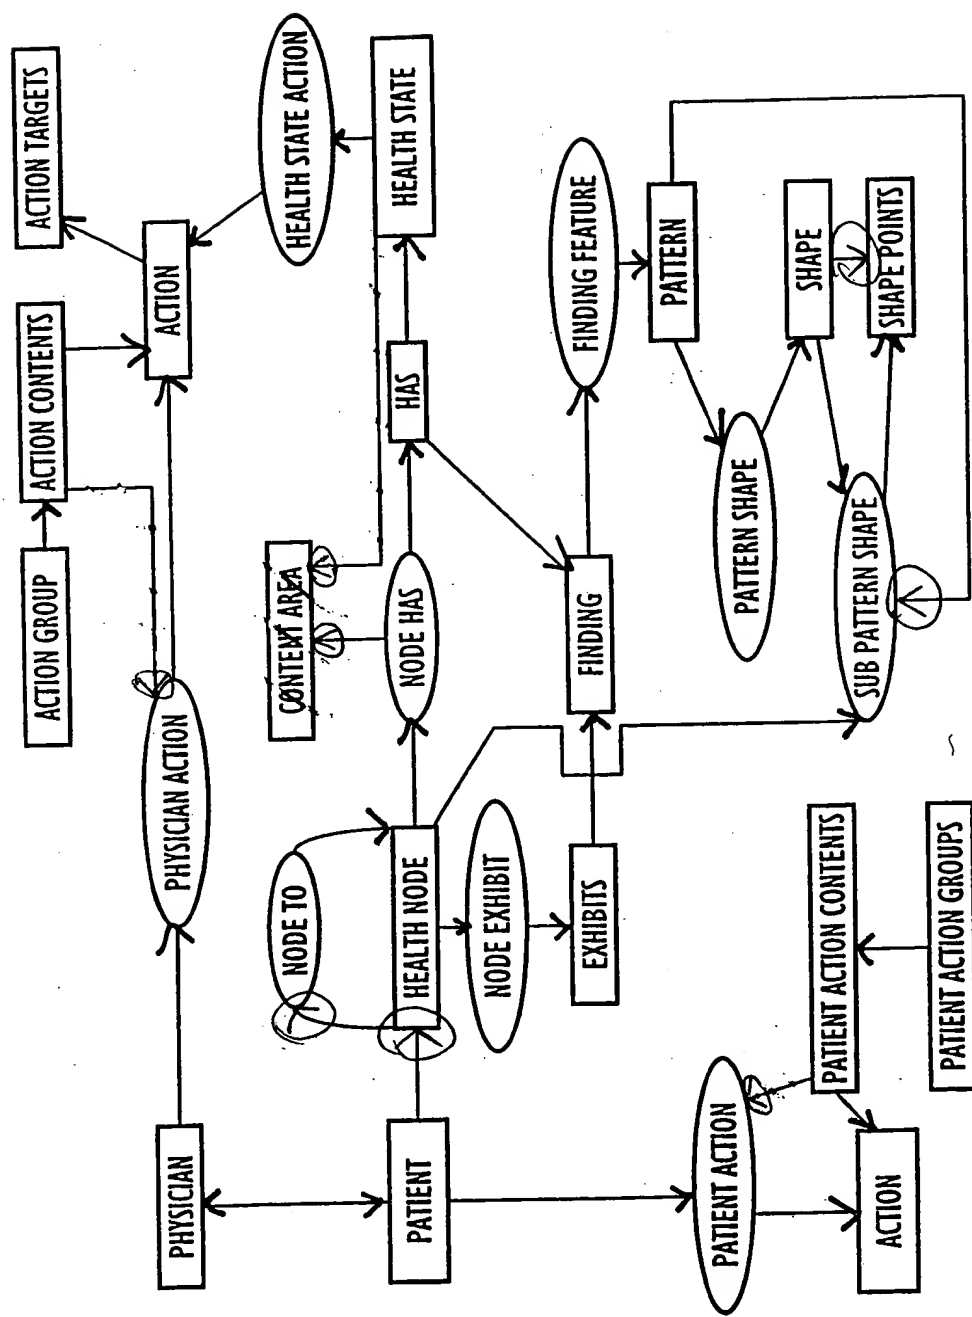 ACTION TARGETS
ACTION CONTENTS
ACTION GROUP
ACTION
PHYSICIAN ACTION
PHYSICIAN
HEALTH STATE ACTION
HEALTH STATE
HAS
CONTENT AREA
NODE HAS
NODE TO
HEALTH NODE
NODE EXHIBIT
EXHIBITS
PATIENT
FINDING
FINDING FEATURE
PATTERN
PATTERN SHAPE
SHAPE
SHAPE POINTS
SUB PATTERN SHAPE
PATIENT ACTION
ACTION
PATIENT ACTION CONTENTS
PATIENT ACTION GROUPS